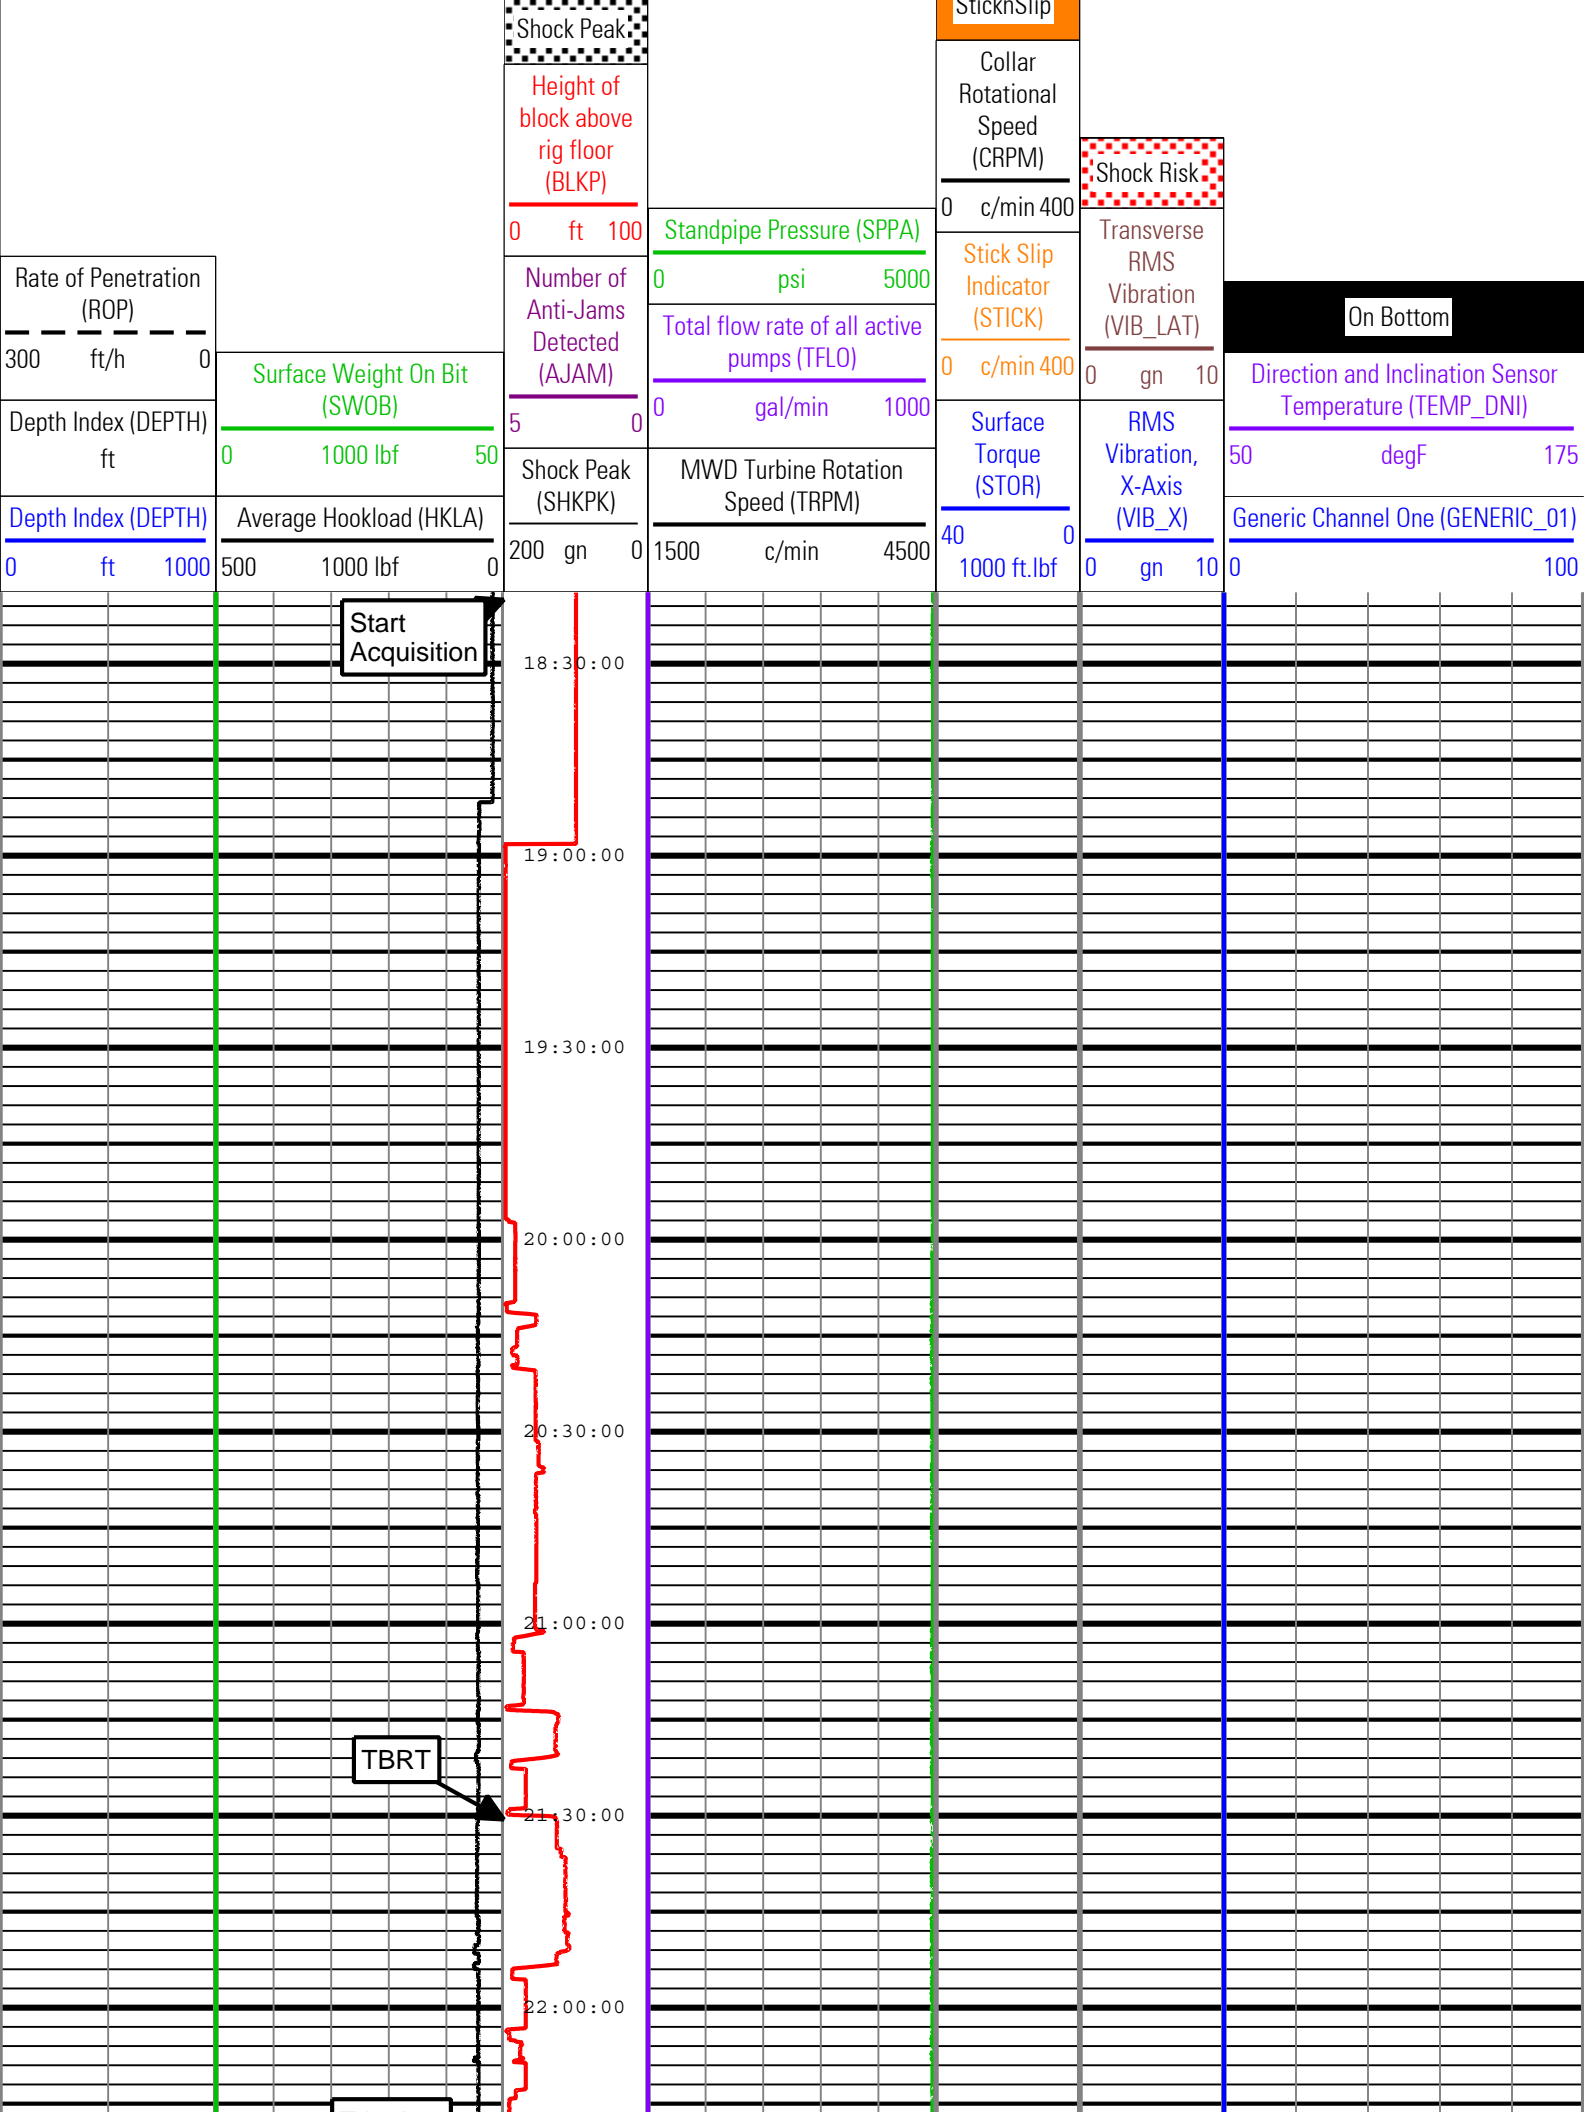 Rate of Penetration
(ROP)
300 ft/h 0
Depth Index (DEPTH)
ft
Depth Index (DEPTH)
0 ft 1000
Surface Weight On Bit
(SWOB)
0 1000 lbf 50
Average Hookload (HKLA)
500 1000 lbf 0
Shock Peak
Height of
block above
rig floor
(BLKP)
0 ft 100
Number of
Anti-Jams
Detected
(AJAM)
5 0
Shock Peak
(SHKPK)
200 gn 0
Standpipe Pressure (SPPA)
0 psi 5000
Total flow rate of all active
pumps (TFLO)
0 gal/min 1000
MWD Turbine Rotation
Speed (TRPM)
1500 c/min 4500
SticknSlip
Collar
Rotational
Speed
(CRPM)
0 c/min 400
Stick Slip
Indicator
(STICK)
0 c/min 400
Surface
Torque
(STOR)
40 0
1000 ft.lbf
Shock Risk
Transverse
RMS
Vibration
(VIB_LAT)
0 gn 10
RMS
Vibration,
X-Axis
(VIB_X)
0 gn 10
On Bottom
Direction and Inclination Sensor
Temperature (TEMP_DNI)
50 degF 175
Generic Channel One (GENERIC_01)
0 100
Start
Acquisition
18:30:00
19:00:00
19:30:00
20:00:00
20:30:00
21:00:00
TBRT
21:30:00
22:00:00